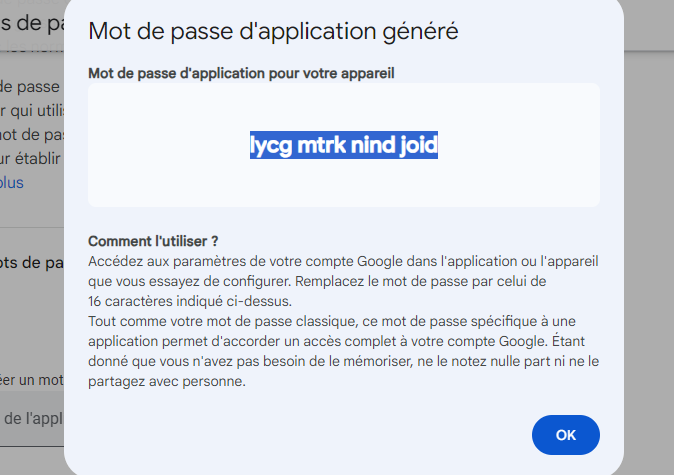 s de pa
Mot de passe d'application généré
Mot de passe d'application pour votre appareil
de passe
r qui utili
not de pas
ur établir
plus
lycg mtrk nind joid
Comment l'utiliser ?
Accédez aux paramètres de votre compte Google dans l'application ou l'appareil
que vous essayez de configurer. Remplacez le mot de passe par celui de
16 caractères indiqué ci-dessus.
Tout comme votre mot de passe classique, ce mot de passe spécifique à une
application permet d'accorder un accès complet à votre compte Google. Étant
donné que vous n'avez pas besoin de le mémoriser, ne le notez nulle part ni ne le
partagez avec personne.
ots de pa
éer un mot
de l'appl
OK